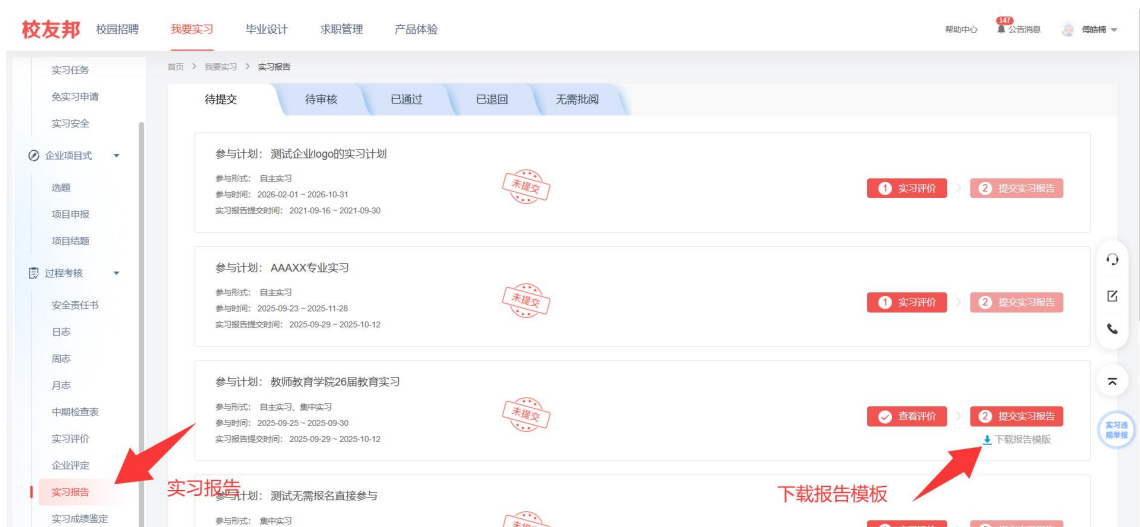 校友邦 校园招聘 我要实习 毕业设计 求职管理 产品体验 帮助中心 147 公告消息 傅皓楠
实习任务
免实习申请
实习安全
企业项目式
选题
项目申报
项目结题
过程考核
安全责任书
日志
周志
月志
中期检查表
实习评价
企业评定
实习报告
实习成绩鉴定
首页 > 我要实习 > 实习报告
待提交 待审核 已通过 已退回 无需批阅
参与计划： 测试企业logo的实习计划
参与形式： 自主实习
参与时间： 2026-02-01 ~ 2026-10-31
实习报告提交时间： 2021-09-16 ~ 2021-09-30
未提交
1 实习评价 > 2 提交实习报告
参与计划： AAAXX专业实习
参与形式： 自主实习
参与时间： 2025-09-23 ~ 2025-11-28
实习报告提交时间： 2025-09-29 ~ 2025-10-12
未提交
1 实习评价 > 2 提交实习报告
参与计划： 教师教育学院26届教育实习
参与形式： 自主实习、集中实习
参与时间： 2025-09-25 ~ 2025-09-30
实习报告提交时间： 2025-09-29 ~ 2025-10-12
未提交
查看评价 > 2 提交实习报告
下载报告模版
实习报告
下载报告模板
参与计划： 测试无需报名直接参与
参与形式： 集中实习
实习违
规举报